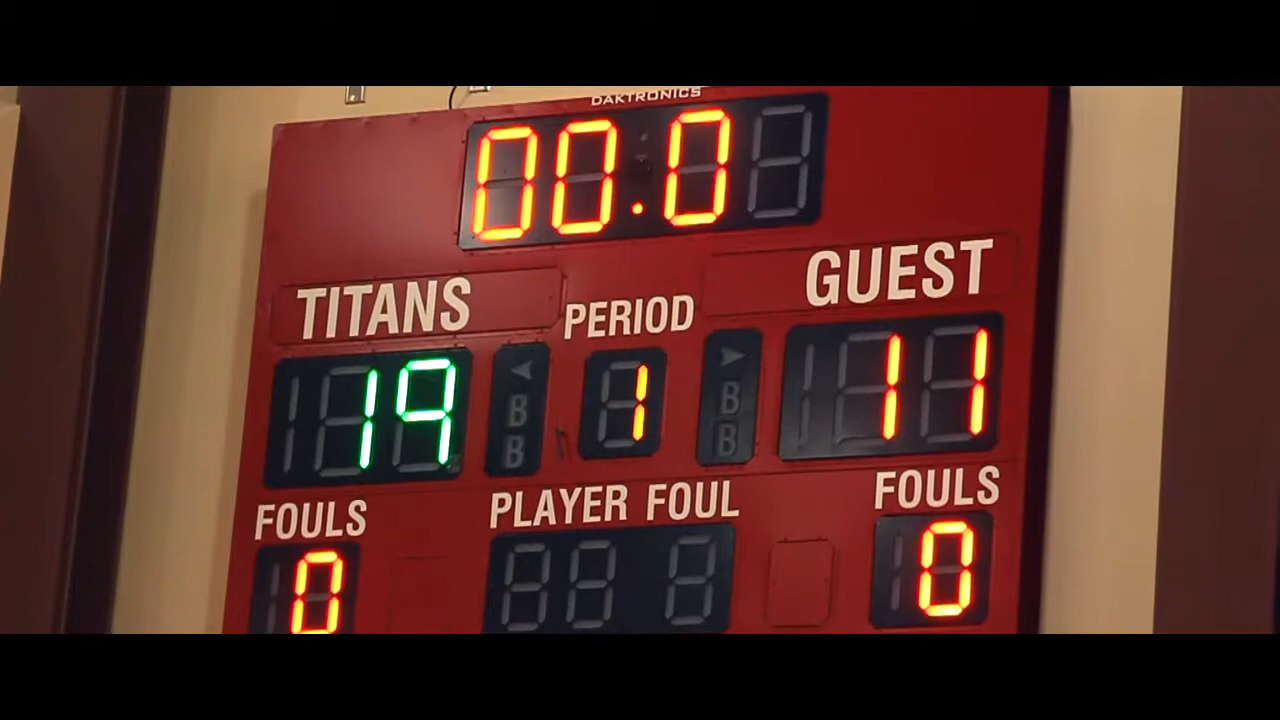 DAKTRONICS
00.0
TITANS PERIOD GUEST
19 1 11
B B
B B
FOULS PLAYER FOUL FOULS
0 0